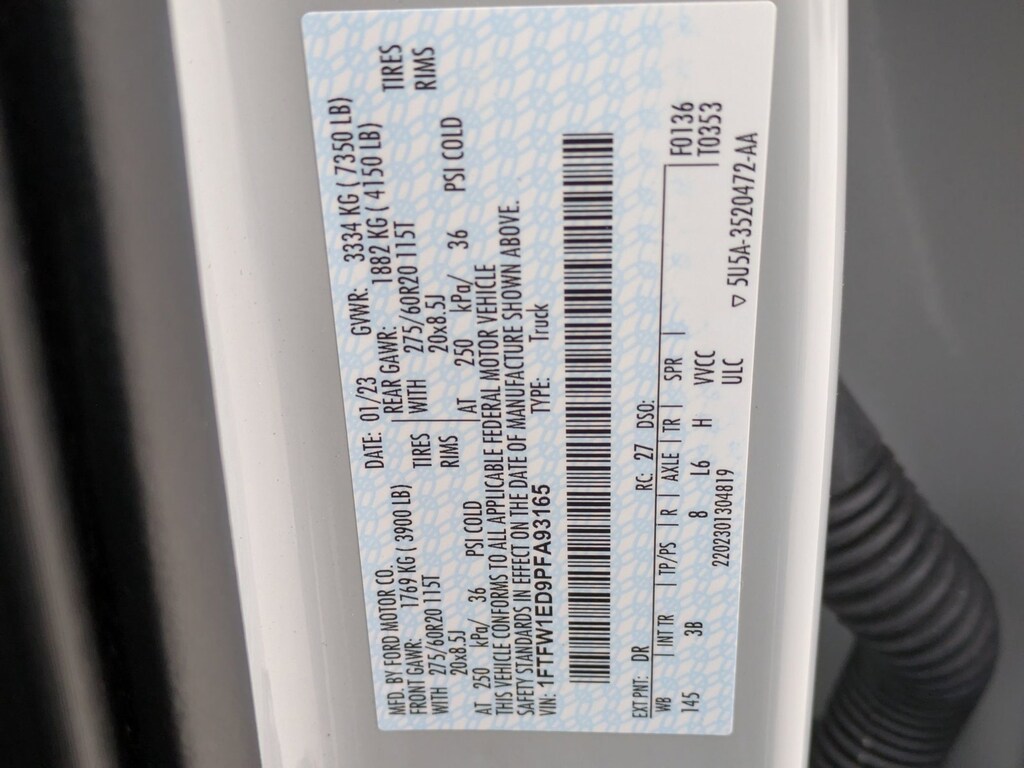 MFD. BY FORD MOTOR CO.
DATE: 01/23 GVWR: 3334 KG ( 7350 LB)
FRONT GAWR: 1769 KG ( 3900 LB) REAR GAWR: 1882 KG ( 4150 LB)
WITH 275/60R20 115T TIRES WITH 275/60R20 115T TIRES
20x8.5J RIMS 20x8.5J RIMS
AT 250 kPa/ 36 PSI COLD AT 250 kPa/ 36 PSI COLD
THIS VEHICLE CONFORMS TO ALL APPLICABLE FEDERAL MOTOR VEHICLE
SAFETY STANDARDS IN EFFECT ON THE DATE OF MANUFACTURE SHOWN ABOVE.
VIN: 1FTFW1ED9PFA93165 TYPE: Truck
EXT PNT: DR RC: 27 DSO: F0136
WB INT TR TP/PS R AXLE TR SPR T0353
145 3B 8 L6 H VVCC
2202301304819 ULC
▽ 5U5A-3520472-AA